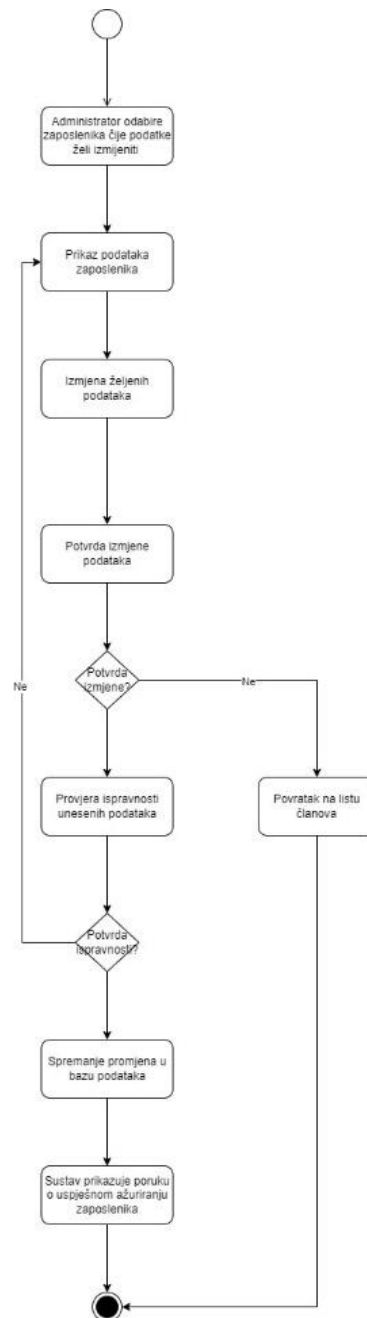 Administrator odabire
zaposlenika čije podatke
želi izmijeniti
Prikaz podataka
zaposlenika
Izmjena željenih
podataka
Potvrda izmjene
podataka
Potvrda
izmjene?
Ne
Ne
Provjera ispravnosti
unesenih podataka
Povratak na listu
članova
Potvrda
ispravnosti?
Spremanje promjena u
bazu podataka
Sustav prikazuje poruku
o uspješnom ažuriranju
zaposlenika